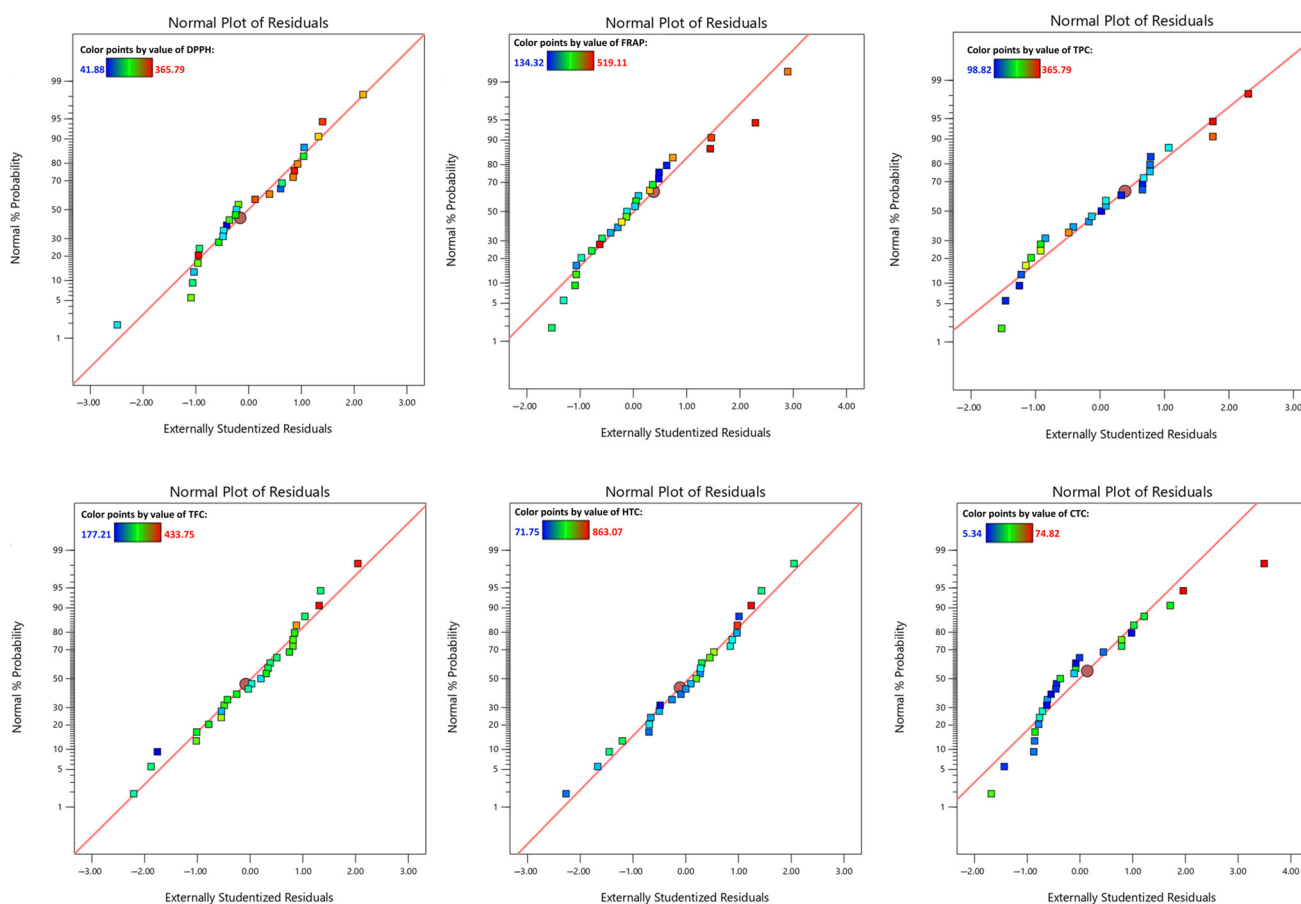 Normal Plot of Residuals
Color points by value of DPPH:
41.88 365.79
Normal % Probability
99
95
90
80
70
50
30
20
10
5
1
−3.00 −2.00 −1.00 0.00 1.00 2.00 3.00
Externally Studentized Residuals
Normal Plot of Residuals
Color points by value of FRAP:
134.32 519.11
Normal % Probability
99
95
90
80
70
50
30
20
10
5
1
−2.00 −1.00 0.00 1.00 2.00 3.00 4.00
Externally Studentized Residuals
Normal Plot of Residuals
Color points by value of TPC:
98.82 365.79
Normal % Probability
99
95
90
80
70
50
30
20
10
5
1
−2.00 −1.00 0.00 1.00 2.00 3.00
Externally Studentized Residuals
Normal Plot of Residuals
Color points by value of TFC:
177.21 433.75
Normal % Probability
99
95
90
80
70
50
30
20
10
5
1
−3.00 −2.00 −1.00 0.00 1.00 2.00 3.00
Externally Studentized Residuals
Normal Plot of Residuals
Color points by value of HTC:
71.75 863.07
Normal % Probability
99
95
90
80
70
50
30
20
10
5
1
−3.00 −2.00 −1.00 0.00 1.00 2.00 3.00
Externally Studentized Residuals
Normal Plot of Residuals
Color points by value of CTC:
5.34 74.82
Normal % Probability
99
95
90
80
70
50
30
20
10
5
1
−2.00 −1.00 0.00 1.00 2.00 3.00 4.00
Externally Studentized Residuals